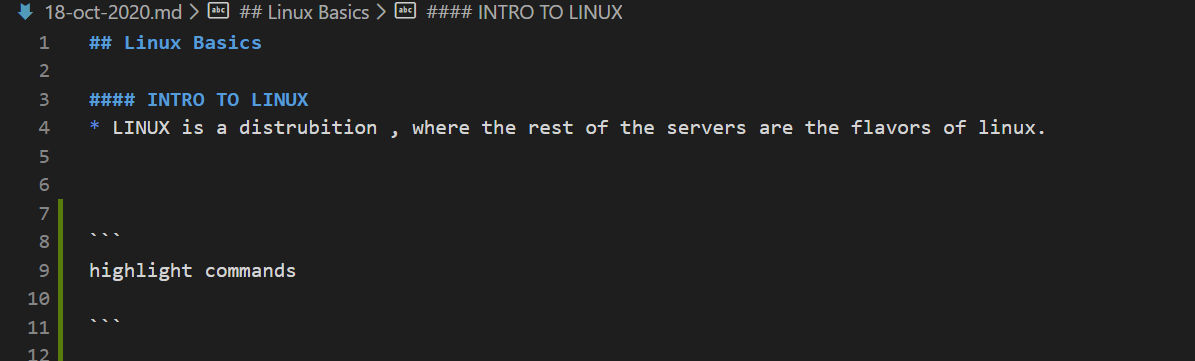 18-oct-2020.md > ## Linux Basics > #### INTRO TO LINUX
1 ## Linux Basics
2
3 #### INTRO TO LINUX
4 * LINUX is a distrubition , where the rest of the servers are the flavors of linux.
5
6
7
8 ```
9 highlight commands
10
11 ```
12